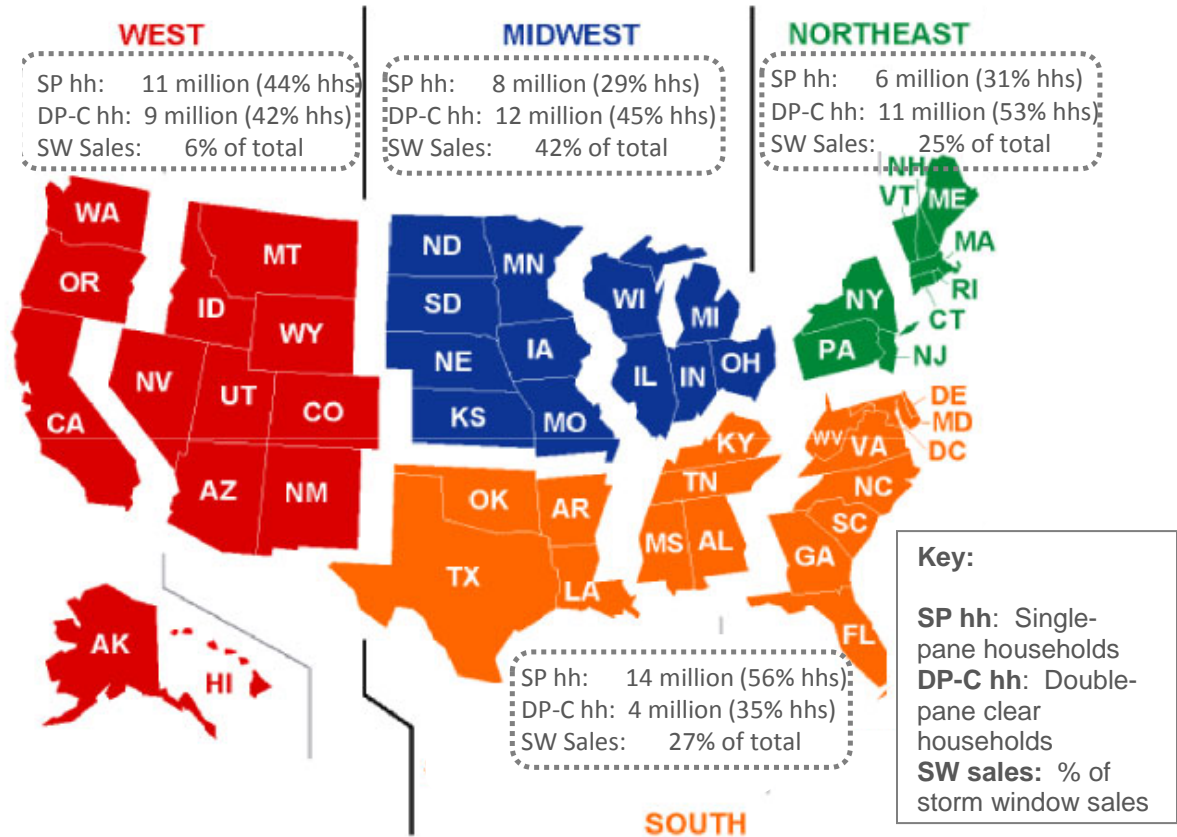 WEST
SP hh: 11 million (44% hhs)
DP-C hh: 9 million (42% hhs)
SW Sales: 6% of total
MIDWEST
SP hh: 8 million (29% hhs)
DP-C hh: 12 million (45% hhs)
SW Sales: 42% of total
NORTHEAST
SP hh: 6 million (31% hhs)
DP-C hh: 11 million (53% hhs)
SW Sales: 25% of total
WA
OR
CA
MT
ID
WY
NV
UT
CO
AZ
NM
AK
HI
ND
MN
SD
NE
IA
KS
MO
WI
MI
IL
IN
OH
NH
VT
ME
MA
RI
CT
NY
PA
NJ
DE
MD
DC
WV
VA
KY
TN
NC
SC
OK
AR
MS
AL
GA
TX
LA
FL
SP hh: 14 million (56% hhs)
DP-C hh: 4 million (35% hhs)
SW Sales: 27% of total
SOUTH
Key:
SP hh: Single-
pane households
DP-C hh: Double-
pane clear
households
SW sales: % of
storm window sales